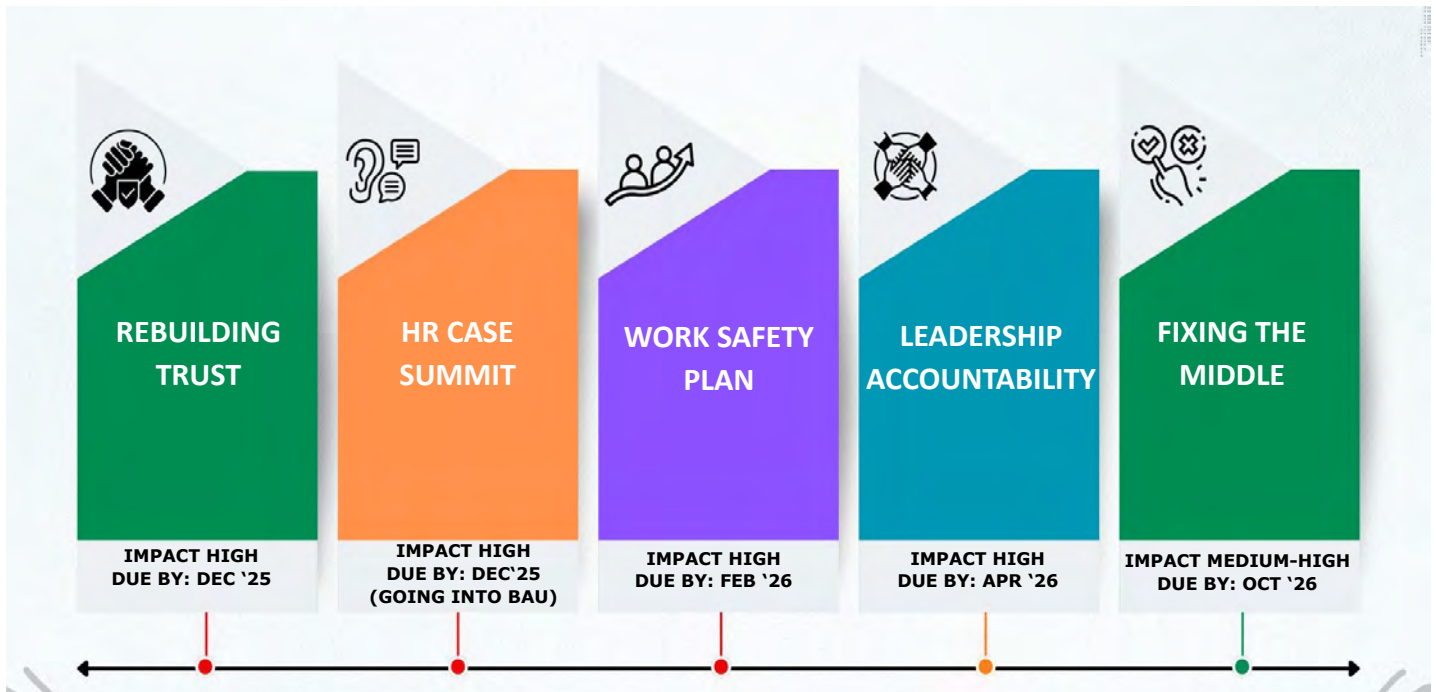 REBUILDING
TRUST
IMPACT HIGH
DUE BY: DEC ‘25
HR CASE
SUMMIT
IMPACT HIGH
DUE BY: DEC‘25
(GOING INTO BAU)
WORK SAFETY
PLAN
IMPACT HIGH
DUE BY: FEB ‘26
LEADERSHIP
ACCOUNTABILITY
IMPACT HIGH
DUE BY: APR ‘26
FIXING THE
MIDDLE
IMPACT MEDIUM-HIGH
DUE BY: OCT ‘26